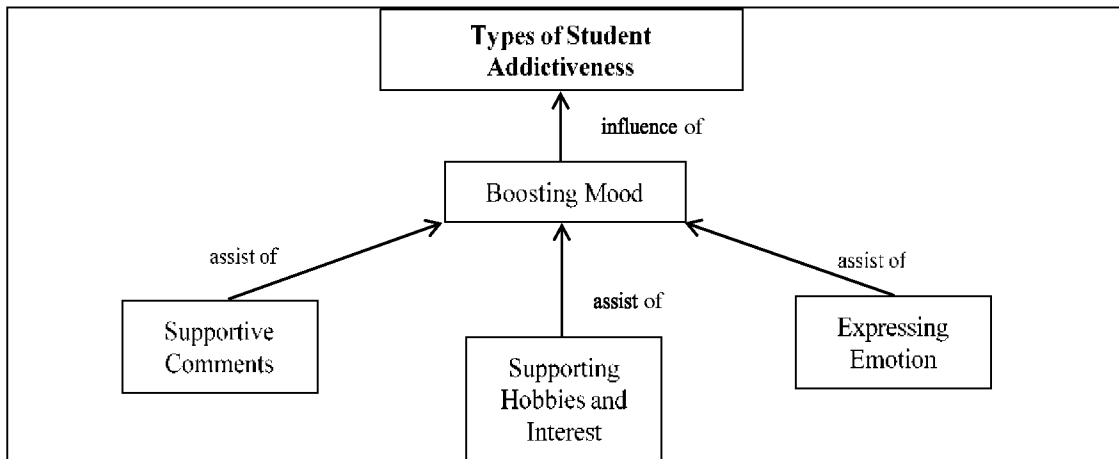 Types of Student
Addictiveness
influence of
Boosting Mood
assist of
assist of
assist of
Supportive
Comments
Supporting
Hobbies and
Interest
Expressing
Emotion